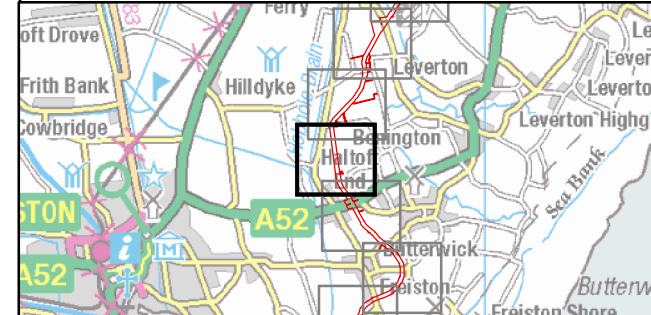 Ferry
oft Drove
83
Frith Bank
Hilldyke
Leverton
Cowbridge
Benington
Leverton Highg
Haltoft
End
Sea Bank
STON
A52
A52
Butterwick
Freiston
Butterw
Freiston Shore